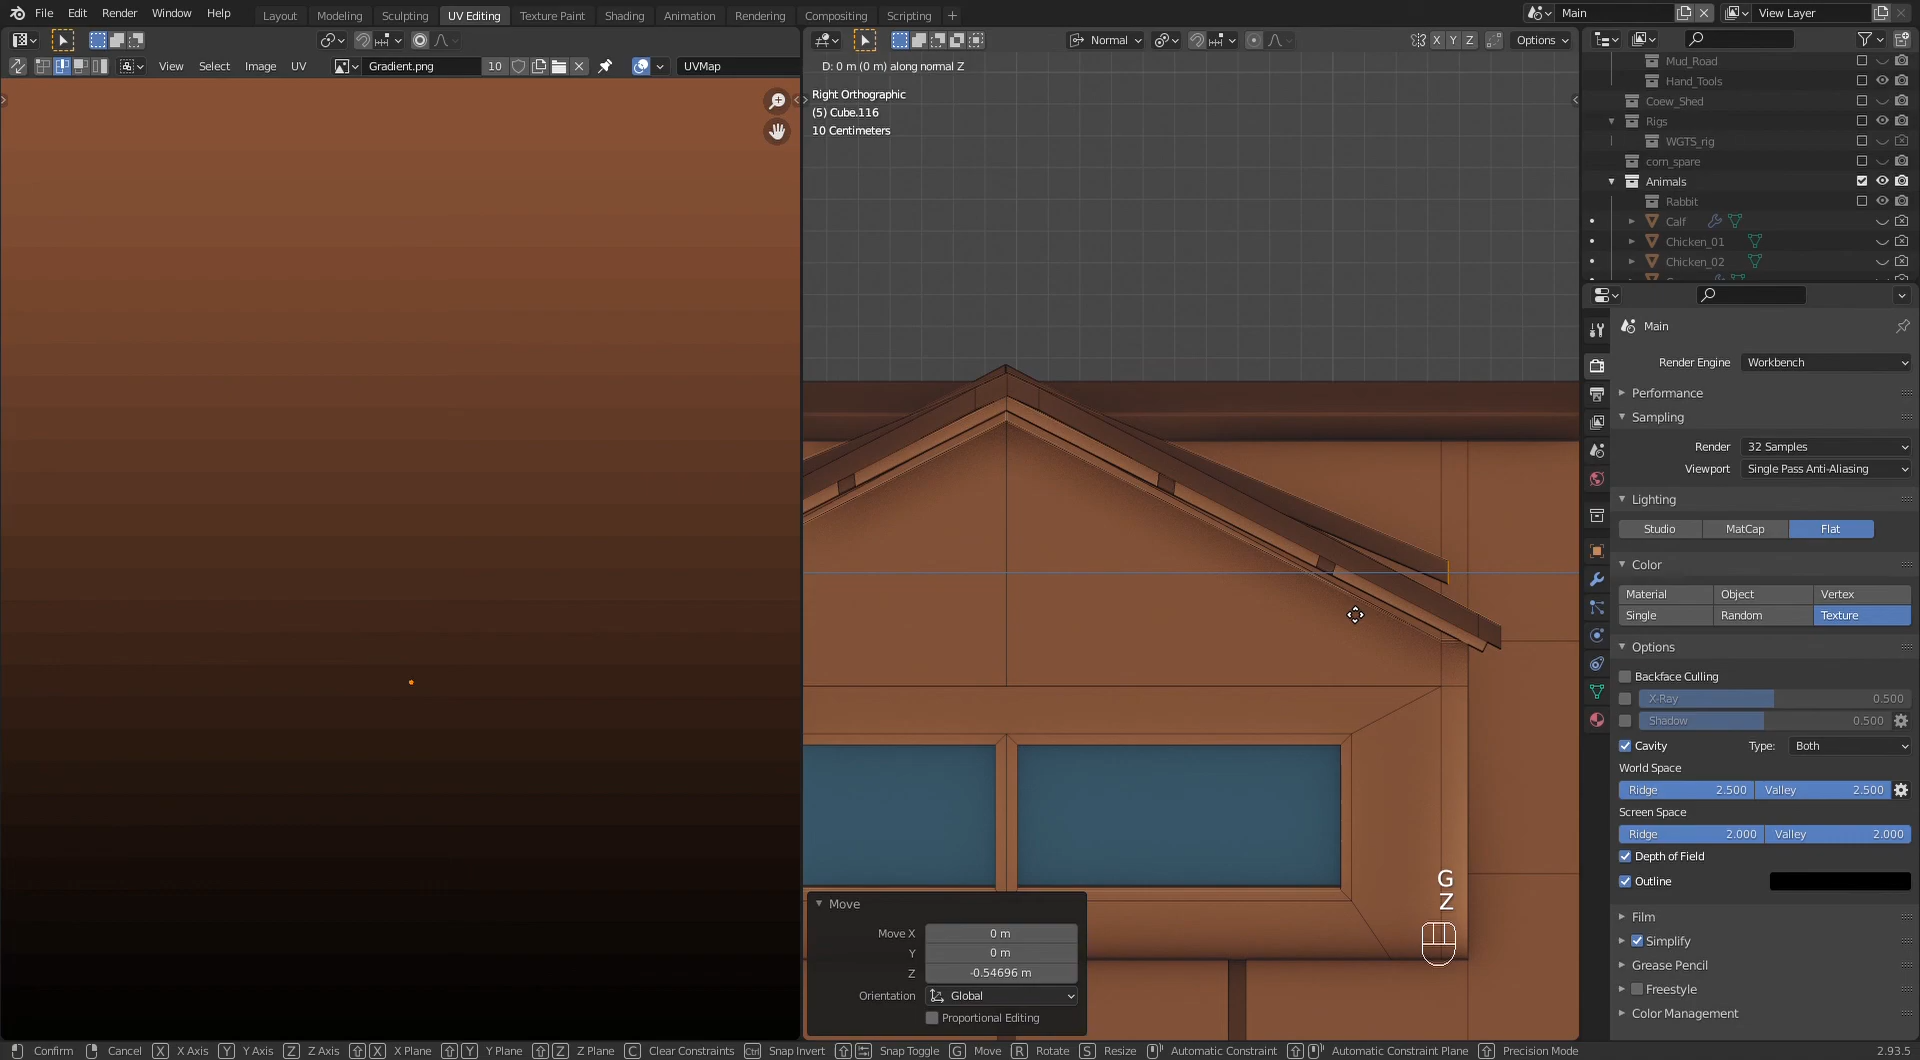 File Edit Render Window Help Layout Modeling Sculpting UV Editing Texture Paint Shading Animation Rendering Compositing Scripting + Main View Layer
Normal X Y Z Options
View Select Image UV Gradient.png 10 UVMap
D: 0 m (0 m) along normal Z
Right Orthographic
(5) Cube.116
10 Centimeters
Mud_Road
Hand_Tools
Coew_Shed
Rigs
WGTS_rig
corn_spare
Animals
Rabbit
Calf
Chicken_01
Chicken_02
Main
Render Engine Workbench
Performance
Sampling
Render 32 Samples
Viewport Single Pass Anti-Aliasing
Lighting
Studio MatCap Flat
Color
Material Object Vertex
Single Random Texture
Options
Backface Culling
X-Ray 0.500
Shadow 0.500
Cavity Type: Both
World Space
Ridge 2.500 Valley 2.500
Screen Space
Ridge 2.000 Valley 2.000
Depth of Field
Outline
Film
Simplify
Grease Pencil
Freestyle
Color Management
G
Z
Move
Move X 0 m
Y 0 m
Z -0.54696 m
Orientation Global
Proportional Editing
Confirm Cancel X X Axis Y Y Axis Z Z Axis X X Plane Y Y Plane Z Z Plane C Clear Constraints Ctrl Snap Invert Snap Toggle G Move R Rotate S Resize Automatic Constraint Automatic Constraint Plane Precision Mode 2.93.5